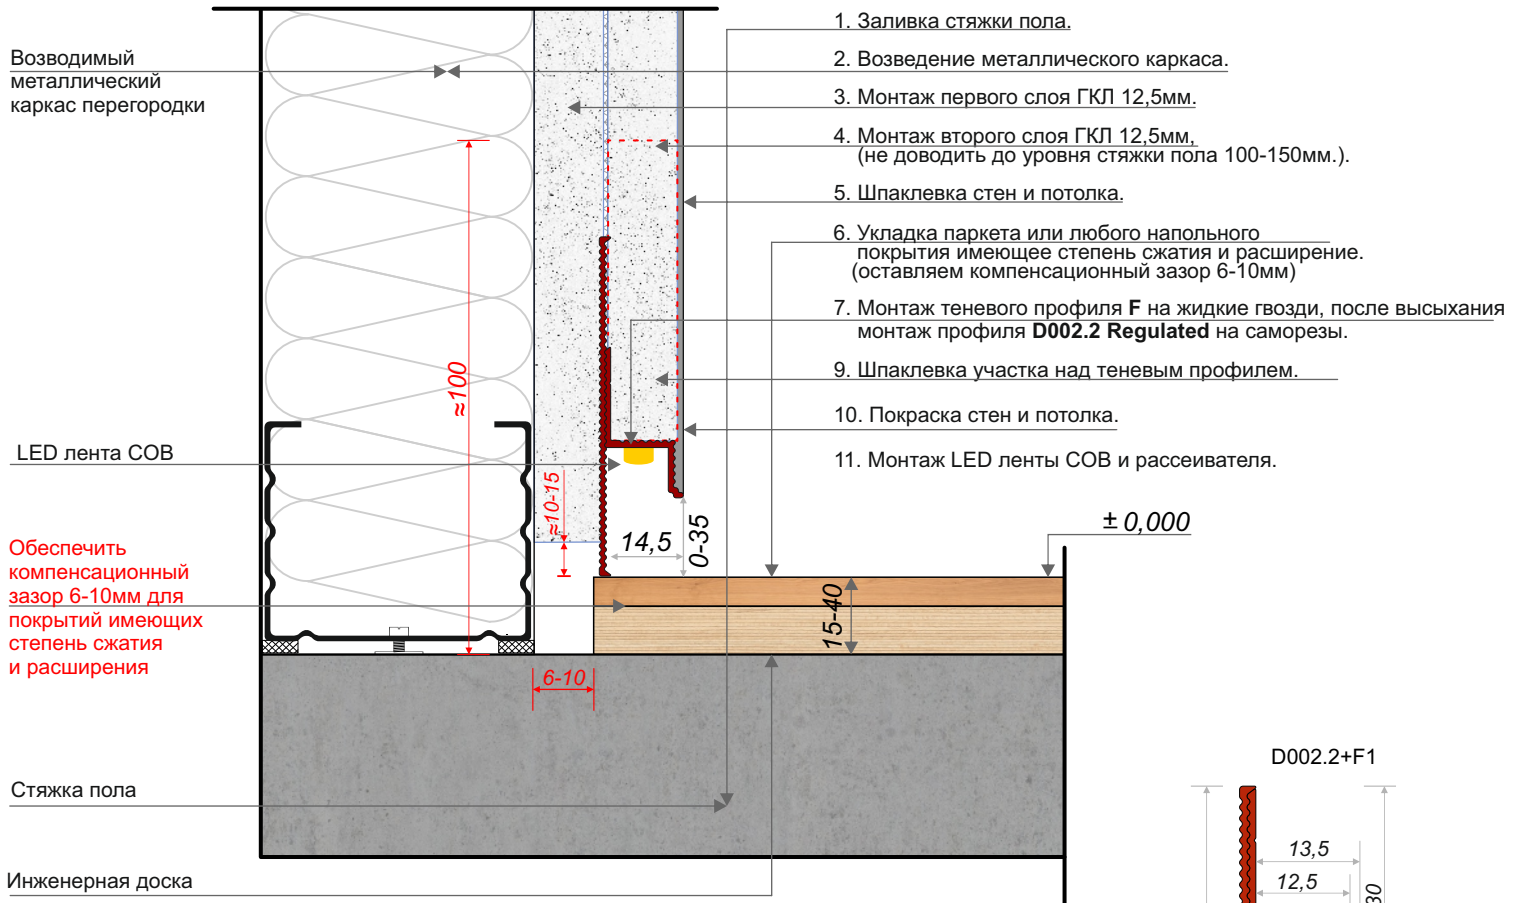 1. Заливка стяжки пола.
2. Возведение металлического каркаса.
3. Монтаж первого слоя ГКЛ 12,5мм.
4. Монтаж второго слоя ГКЛ 12,5мм,
(не доводить до уровня стяжки пола 100-150мм.).
5. Шпаклевка стен и потолка.
6. Укладка паркета или любого напольного
покрытия имеющее степень сжатия и расширение.
(оставляем компенсационный зазор 6-10мм)
7. Монтаж теневого профиля F на жидкие гвозди, после высыхания
монтаж профиля D002.2 Regulated на саморезы.
9. Шпаклевка участка над теневым профилем.
10. Покраска стен и потолка.
11. Монтаж LED ленты COB и рассеивателя.
Возводимый
металлический
каркас перегородки
LED лента COB
Обеспечить
компенсационный
зазор 6-10мм для
покрытий имеющих
степень сжатия
и расширения
Стяжка пола
Инженерная доска
≈100
≈10-15
14,5
0-35
15-40
6-10
± 0,000
D002.2+F1
13,5
12,5